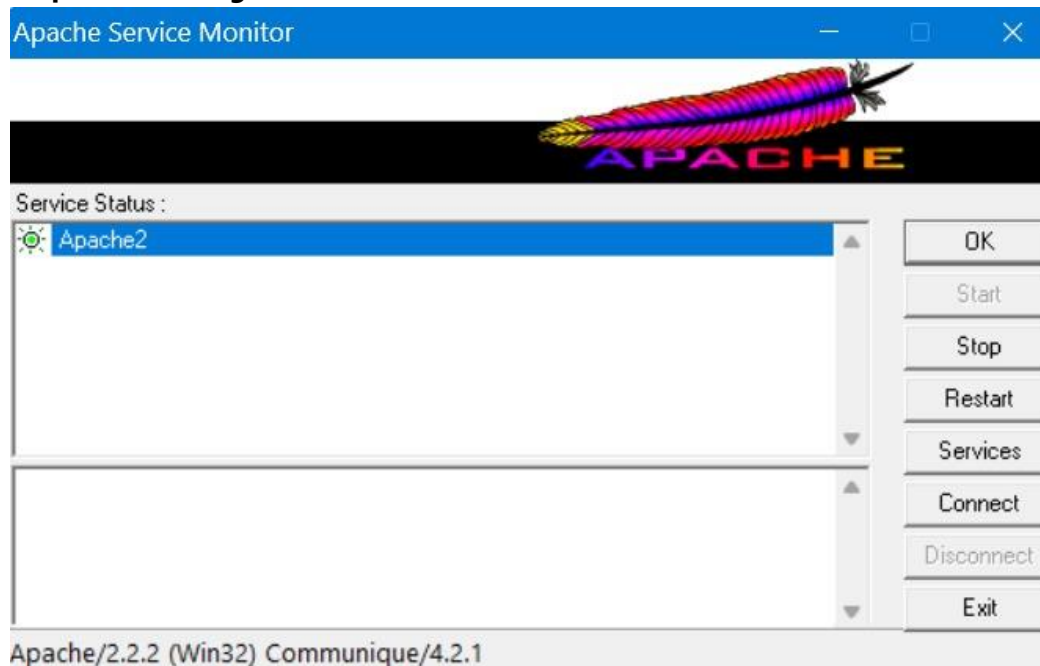 Apache Service Monitor
APACHE
Service Status :
Apache2
OK
Start
Stop
Restart
Services
Connect
Disconnect
Exit
Apache/2.2.2 (Win32) Communique/4.2.1